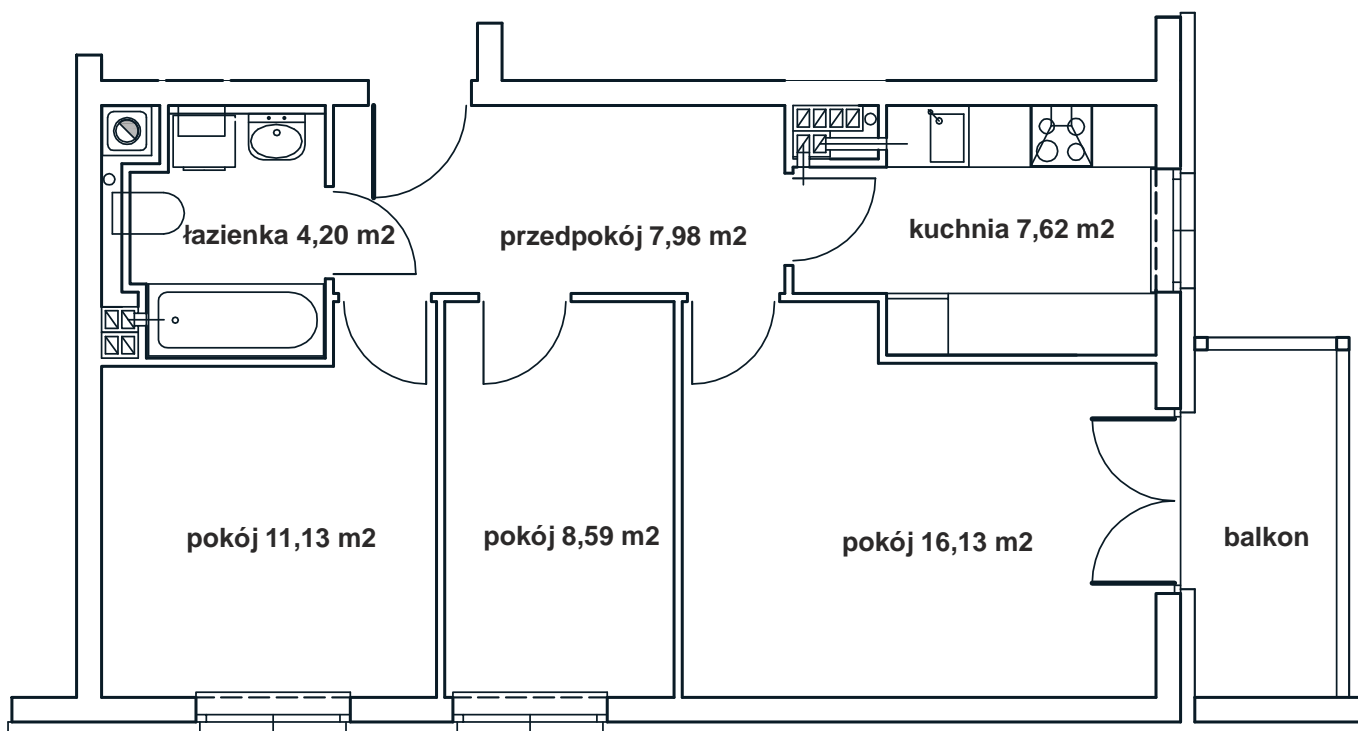 łazienka 4,20 m2
przedpokój 7,98 m2
kuchnia 7,62 m2
pokój 11,13 m2
pokój 8,59 m2
pokój 16,13 m2
balkon